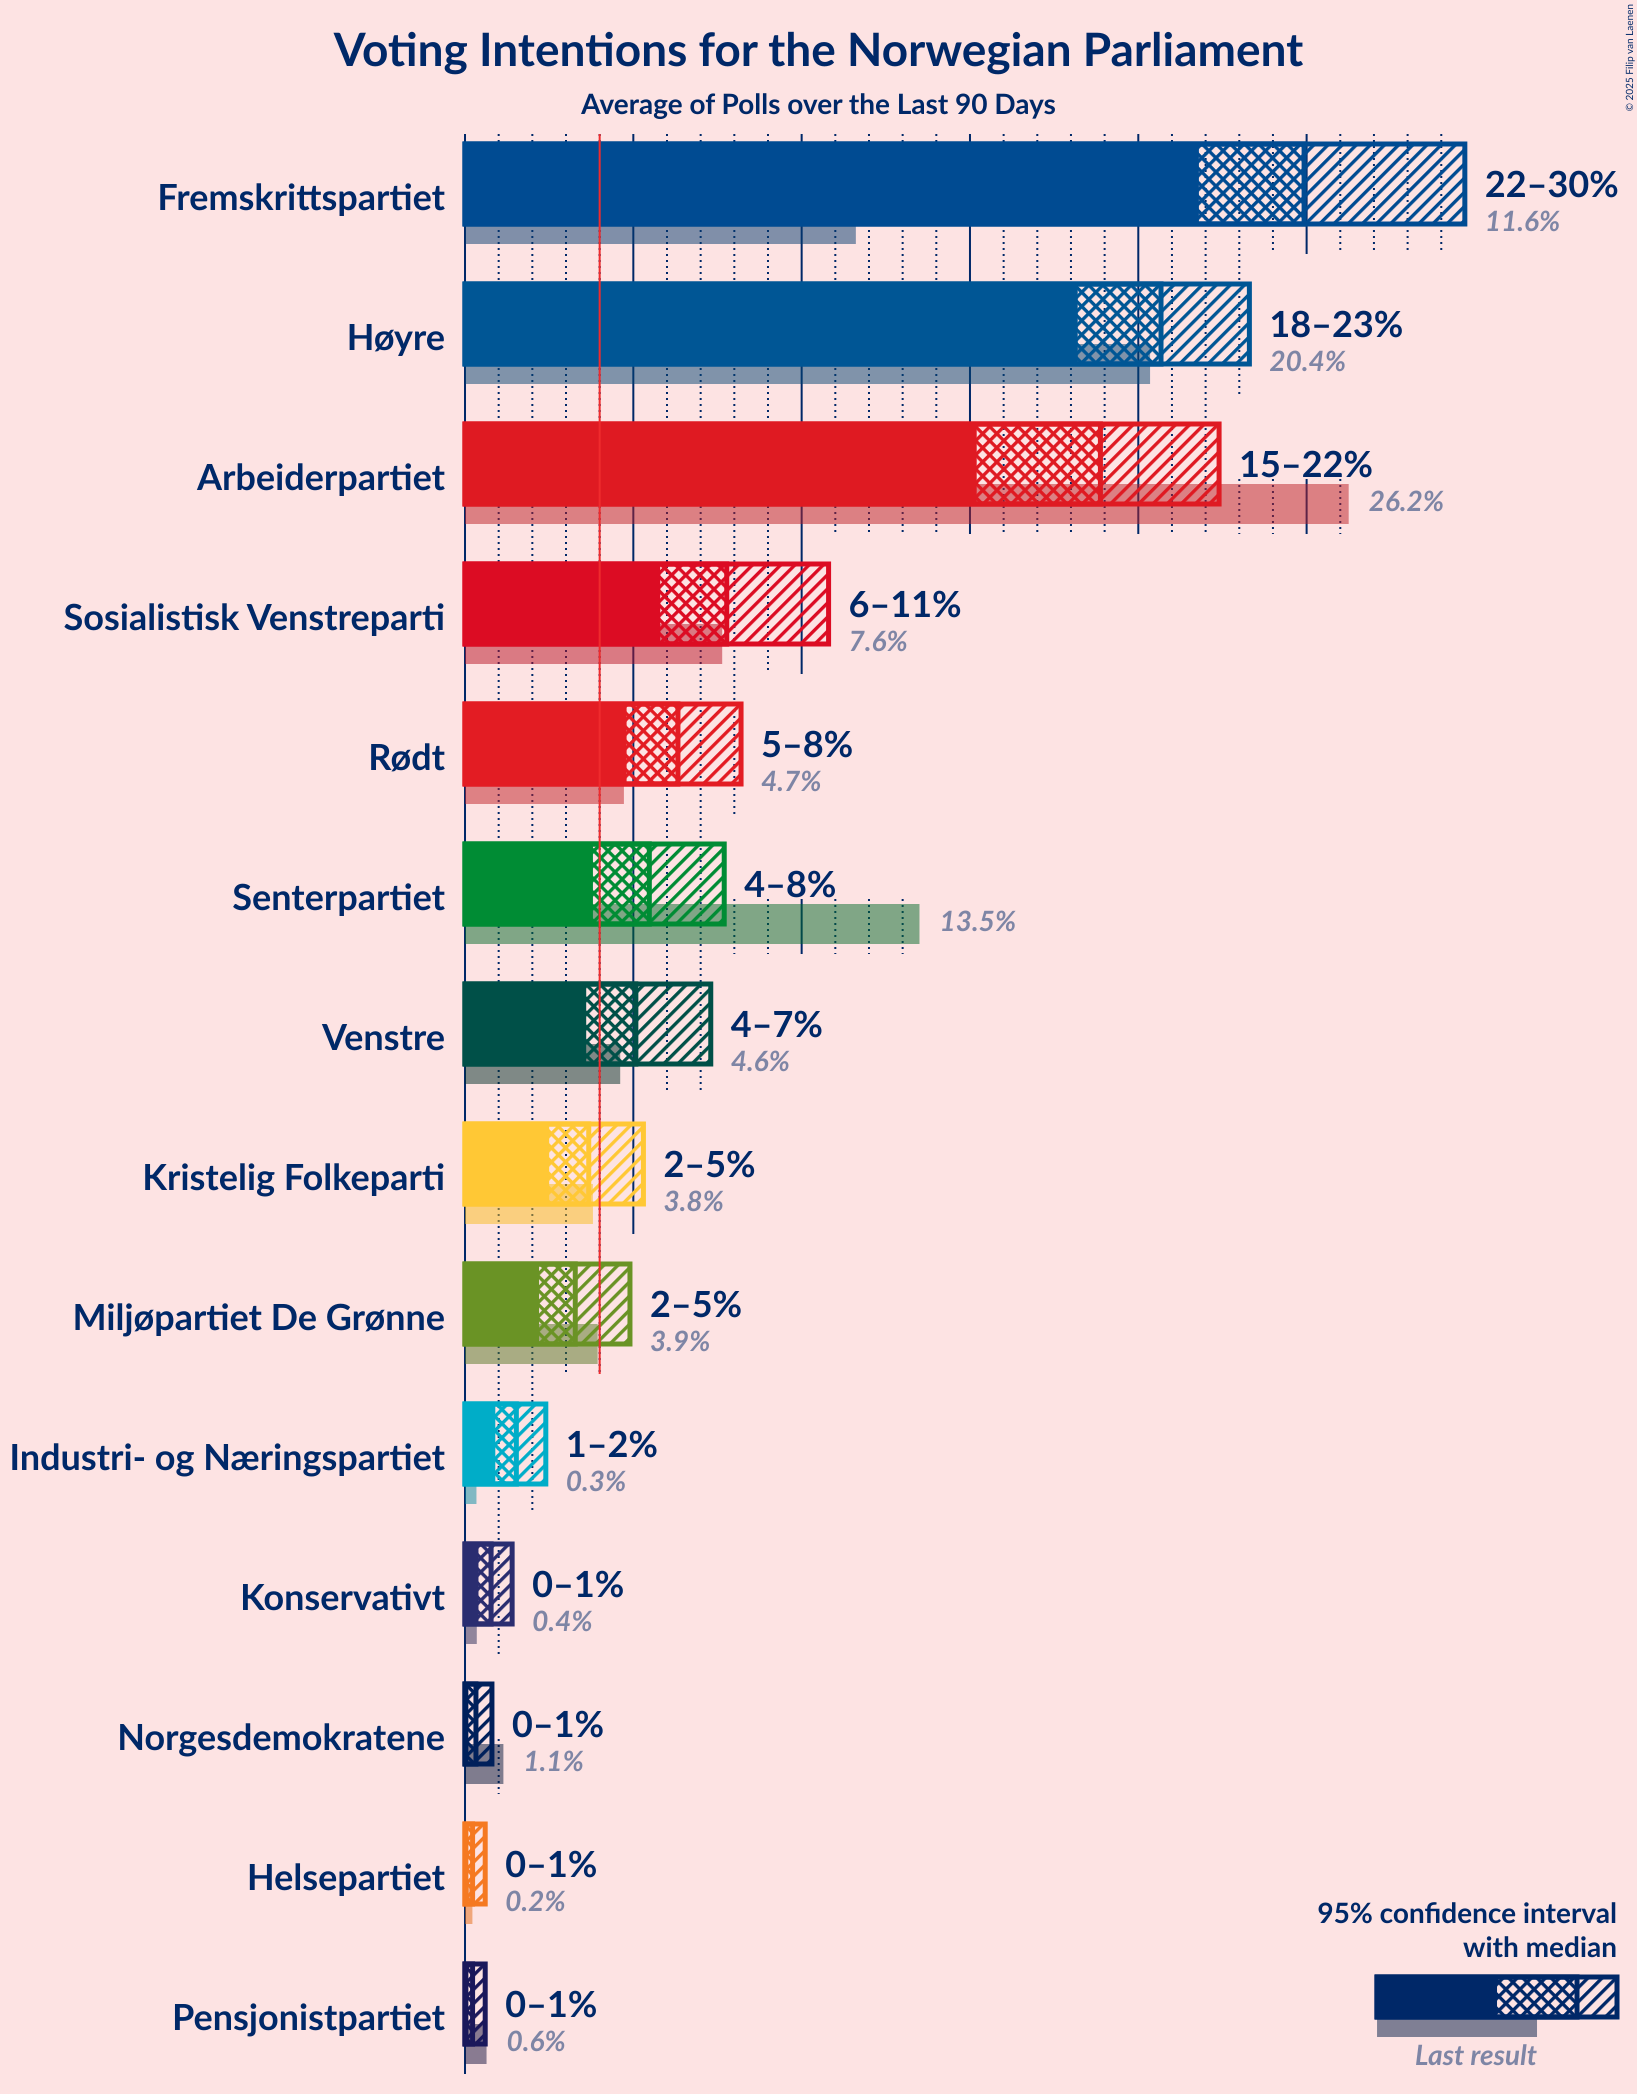 Voting Intentions for the Norwegian Parliament
Average of Polls over the Last 90 Days
© 2025 Filip van Laenen
Fremskrittspartiet
22–30%
11.6%
Høyre
18–23%
20.4%
Arbeiderpartiet
15–22%
26.2%
Sosialistisk Venstreparti
6–11%
7.6%
Rødt
5–8%
4.7%
Senterpartiet
4–8%
13.5%
Venstre
4–7%
4.6%
Kristelig Folkeparti
2–5%
3.8%
Miljøpartiet De Grønne
2–5%
3.9%
Industri- og Næringspartiet
1–2%
0.3%
Konservativt
0–1%
0.4%
Norgesdemokratene
0–1%
1.1%
Helsepartiet
0–1%
0.2%
Pensjonistpartiet
0–1%
0.6%
95% confidence interval
with median
Last result